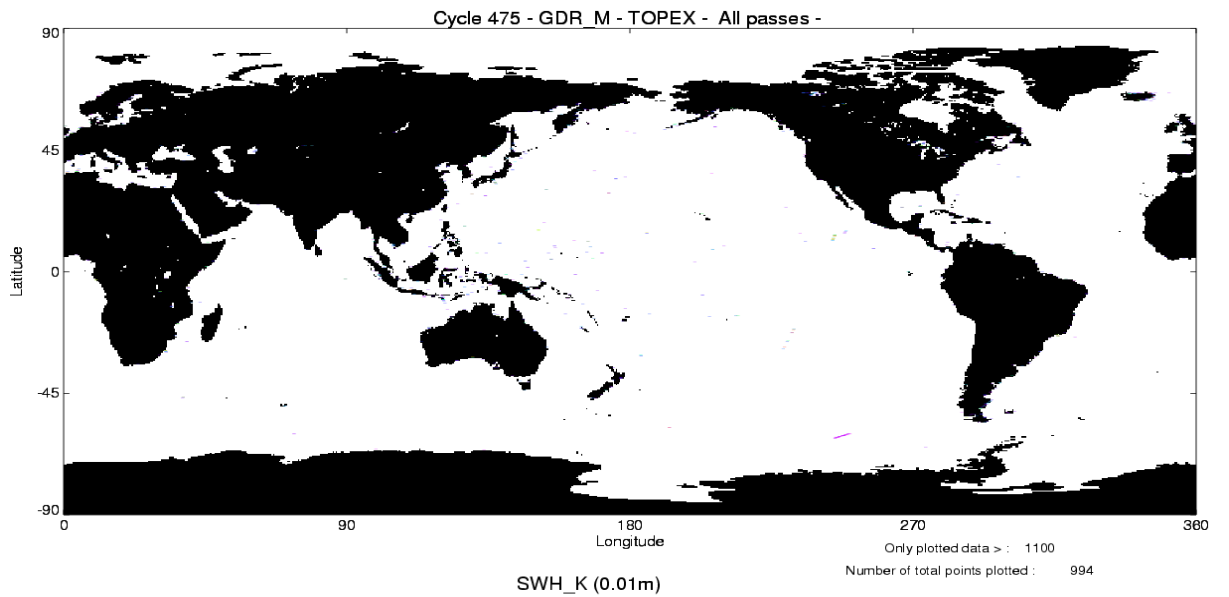 Cycle 475 - GDR_M - TOPEX - All passes -
90
45
0
-45
-90
Latitude
0 90 180 270 360
Longitude
Only plotted data > : 1100
Number of total points plotted : 994
SWH_K (0.01m)